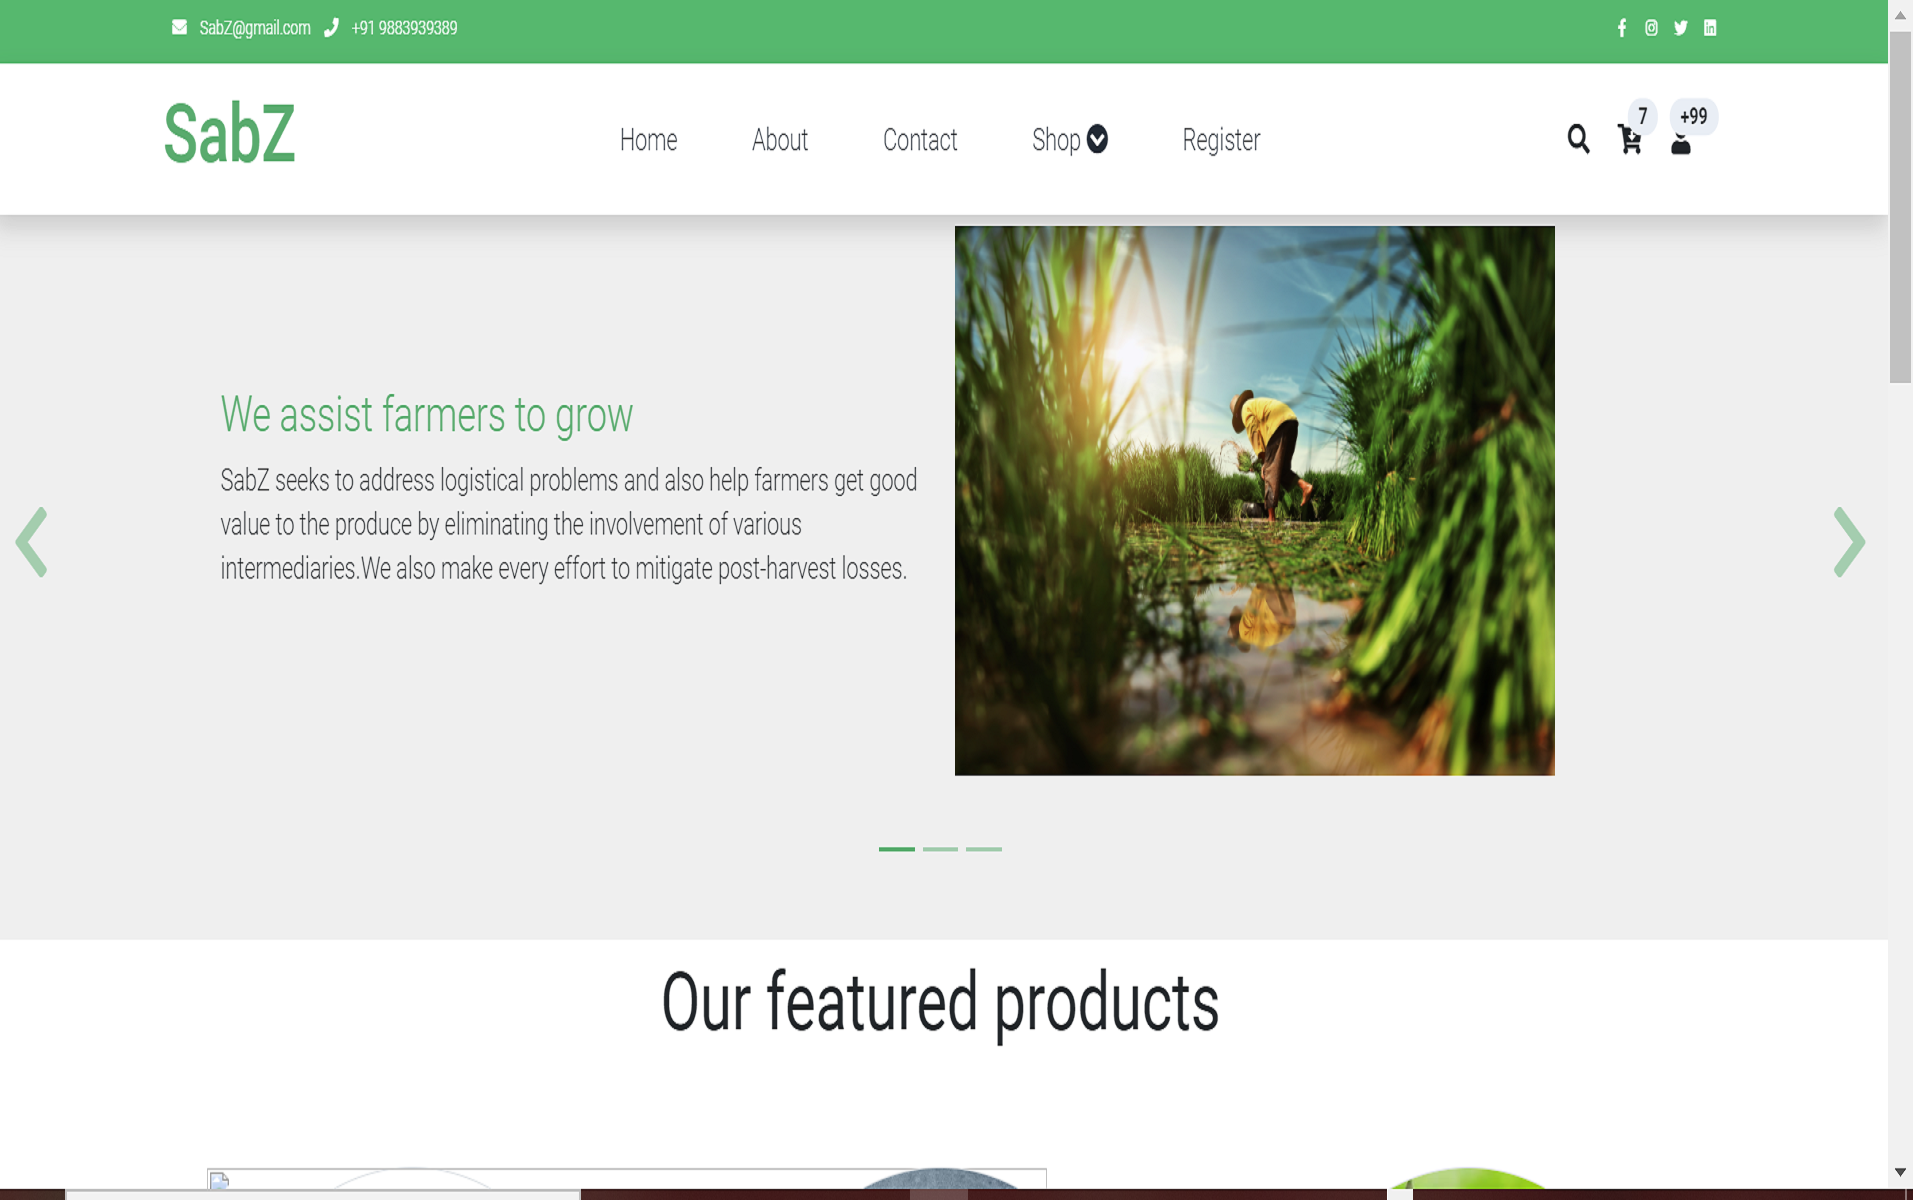 SabZ@gmail.com +91 9883939389
SabZ
Home About Contact Shop Register
7 +99
We assist farmers to grow
SabZ seeks to address logistical problems and also help farmers get good
value to the produce by eliminating the involvement of various
intermediaries.We also make every effort to mitigate post-harvest losses.
Our featured products